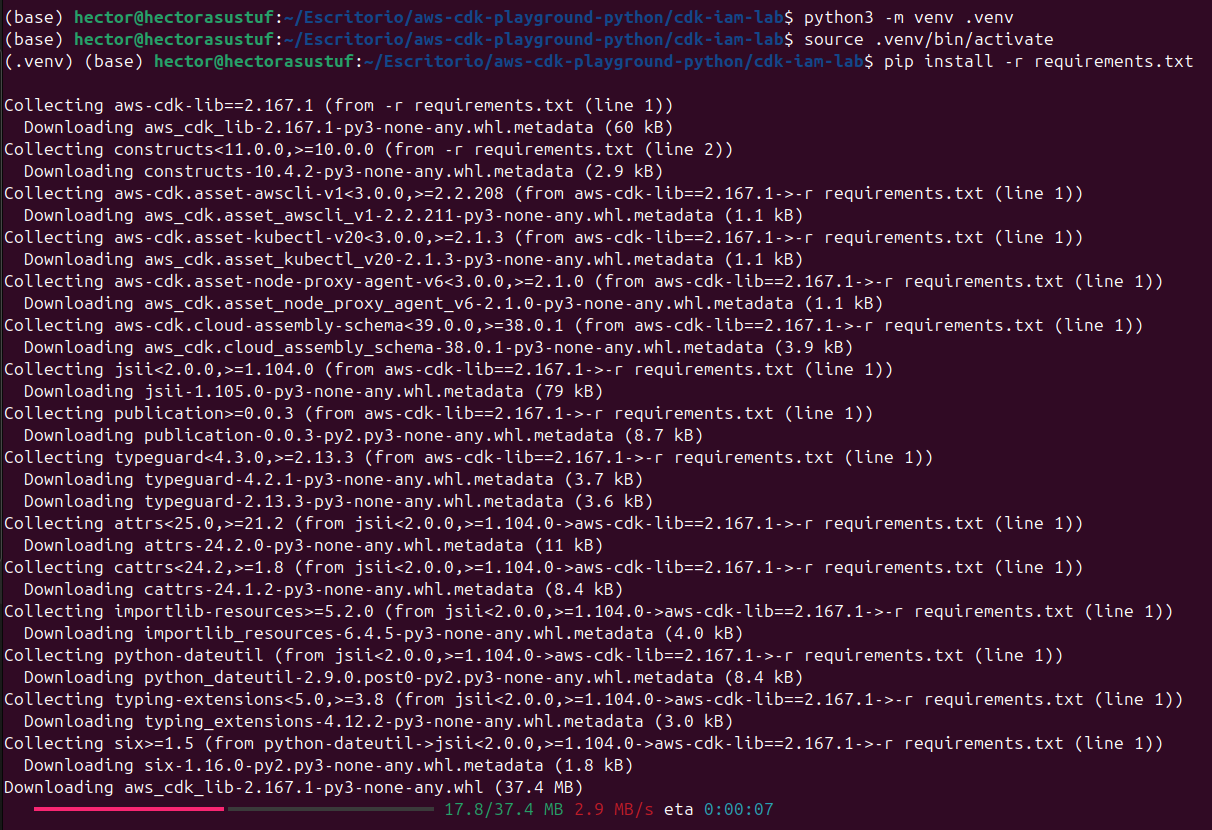 (base) hector@hectorasustuf:~/Escritorio/aws-cdk-playground-python/cdk-iam-lab$ python3 -m venv .venv
(base) hector@hectorasustuf:~/Escritorio/aws-cdk-playground-python/cdk-iam-lab$ source .venv/bin/activate
(.venv) (base) hector@hectorasustuf:~/Escritorio/aws-cdk-playground-python/cdk-iam-lab$ pip install -r requirements.txt
Collecting aws-cdk-lib==2.167.1 (from -r requirements.txt (line 1))
  Downloading aws_cdk_lib-2.167.1-py3-none-any.whl.metadata (60 kB)
Collecting constructs<11.0.0,>=10.0.0 (from -r requirements.txt (line 2))
  Downloading constructs-10.4.2-py3-none-any.whl.metadata (2.9 kB)
Collecting aws-cdk.asset-awscli-v1<3.0.0,>=2.2.208 (from aws-cdk-lib==2.167.1->-r requirements.txt (line 1))
  Downloading aws_cdk.asset_awscli_v1-2.2.211-py3-none-any.whl.metadata (1.1 kB)
Collecting aws-cdk.asset-kubectl-v20<3.0.0,>=2.1.3 (from aws-cdk-lib==2.167.1->-r requirements.txt (line 1))
  Downloading aws_cdk.asset_kubectl_v20-2.1.3-py3-none-any.whl.metadata (1.1 kB)
Collecting aws-cdk.asset-node-proxy-agent-v6<3.0.0,>=2.1.0 (from aws-cdk-lib==2.167.1->-r requirements.txt (line 1))
  Downloading aws_cdk.asset_node_proxy_agent_v6-2.1.0-py3-none-any.whl.metadata (1.1 kB)
Collecting aws-cdk.cloud-assembly-schema<39.0.0,>=38.0.1 (from aws-cdk-lib==2.167.1->-r requirements.txt (line 1))
  Downloading aws_cdk.cloud_assembly_schema-38.0.1-py3-none-any.whl.metadata (3.9 kB)
Collecting jsii<2.0.0,>=1.104.0 (from aws-cdk-lib==2.167.1->-r requirements.txt (line 1))
  Downloading jsii-1.105.0-py3-none-any.whl.metadata (79 kB)
Collecting publication>=0.0.3 (from aws-cdk-lib==2.167.1->-r requirements.txt (line 1))
  Downloading publication-0.0.3-py2.py3-none-any.whl.metadata (8.7 kB)
Collecting typeguard<4.3.0,>=2.13.3 (from aws-cdk-lib==2.167.1->-r requirements.txt (line 1))
  Downloading typeguard-4.2.1-py3-none-any.whl.metadata (3.7 kB)
  Downloading typeguard-2.13.3-py3-none-any.whl.metadata (3.6 kB)
Collecting attrs<25.0,>=21.2 (from jsii<2.0.0,>=1.104.0->aws-cdk-lib==2.167.1->-r requirements.txt (line 1))
  Downloading attrs-24.2.0-py3-none-any.whl.metadata (11 kB)
Collecting cattrs<24.2,>=1.8 (from jsii<2.0.0,>=1.104.0->aws-cdk-lib==2.167.1->-r requirements.txt (line 1))
  Downloading cattrs-24.1.2-py3-none-any.whl.metadata (8.4 kB)
Collecting importlib-resources>=5.2.0 (from jsii<2.0.0,>=1.104.0->aws-cdk-lib==2.167.1->-r requirements.txt (line 1))
  Downloading importlib_resources-6.4.5-py3-none-any.whl.metadata (4.0 kB)
Collecting python-dateutil (from jsii<2.0.0,>=1.104.0->aws-cdk-lib==2.167.1->-r requirements.txt (line 1))
  Downloading python_dateutil-2.9.0.post0-py2.py3-none-any.whl.metadata (8.4 kB)
Collecting typing-extensions<5.0,>=3.8 (from jsii<2.0.0,>=1.104.0->aws-cdk-lib==2.167.1->-r requirements.txt (line 1))
  Downloading typing_extensions-4.12.2-py3-none-any.whl.metadata (3.0 kB)
Collecting six>=1.5 (from python-dateutil->jsii<2.0.0,>=1.104.0->aws-cdk-lib==2.167.1->-r requirements.txt (line 1))
  Downloading six-1.16.0-py2.py3-none-any.whl.metadata (1.8 kB)
Downloading aws_cdk_lib-2.167.1-py3-none-any.whl (37.4 MB)
17.8/37.4 MB 2.9 MB/s eta 0:00:07